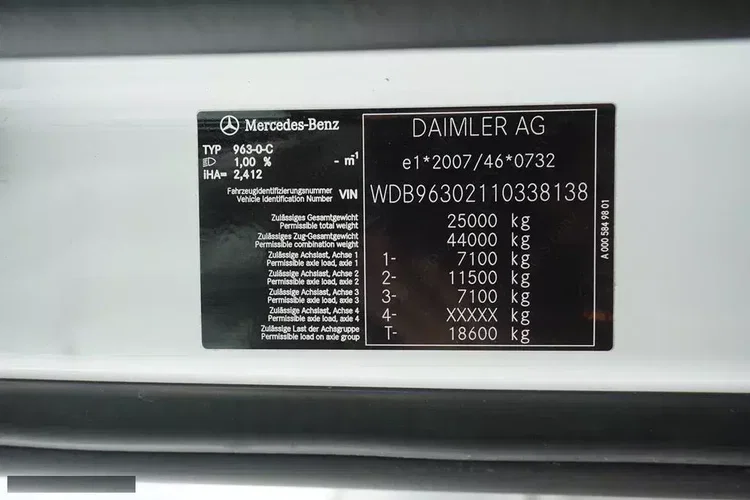 Mercedes-Benz
TYP 963-0-C
1,00 % - m⁻¹
iHA= 2,412
Fahrzeugidentifizierungsnummer
Vehicle Identification Number VIN
Zulässiges Gesamtgewicht
Permissible total weight
Zulässiges Zug-Gesamtgewicht
Permissible combination weight
Zulässige Achslast, Achse 1
Permissible axle load, axle 1
Zulässige Achslast, Achse 2
Permissible axle load, axle 2
Zulässige Achslast, Achse 3
Permissible axle load, axle 3
Zulässige Achslast, Achse 4
Permissible axle load, axle 4
Zulässige Last der Achsgruppe
Permissible load on axle group
DAIMLER AG
e1*2007/46*0732
WDB96302110338138
25000 kg
44000 kg
1- 7100 kg
2- 11500 kg
3- 7100 kg
4- XXXXX kg
T- 18600 kg
A 000 584 98 01